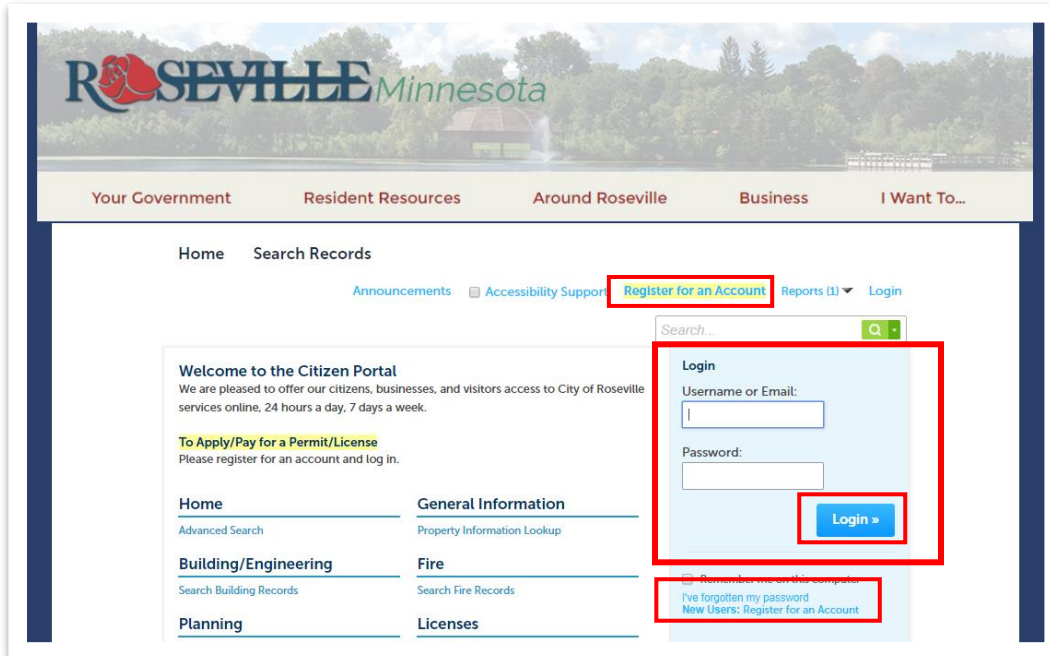 ROSEVILLE Minnesota
Your Government Resident Resources Around Roseville Business I Want To...
Home Search Records
Announcements Accessibility Support Register for an Account Reports (1) Login
Search...
Welcome to the Citizen Portal
We are pleased to offer our citizens, businesses, and visitors access to City of Roseville
services online, 24 hours a day, 7 days a week.
To Apply/Pay for a Permit/License
Please register for an account and log in.
Home General Information
Advanced Search Property Information Lookup
Building/Engineering Fire
Search Building Records Search Fire Records
Planning Licenses
Login
Username or Email:
Password:
Login »
Remember me on this computer
I've forgotten my password
New Users: Register for an Account